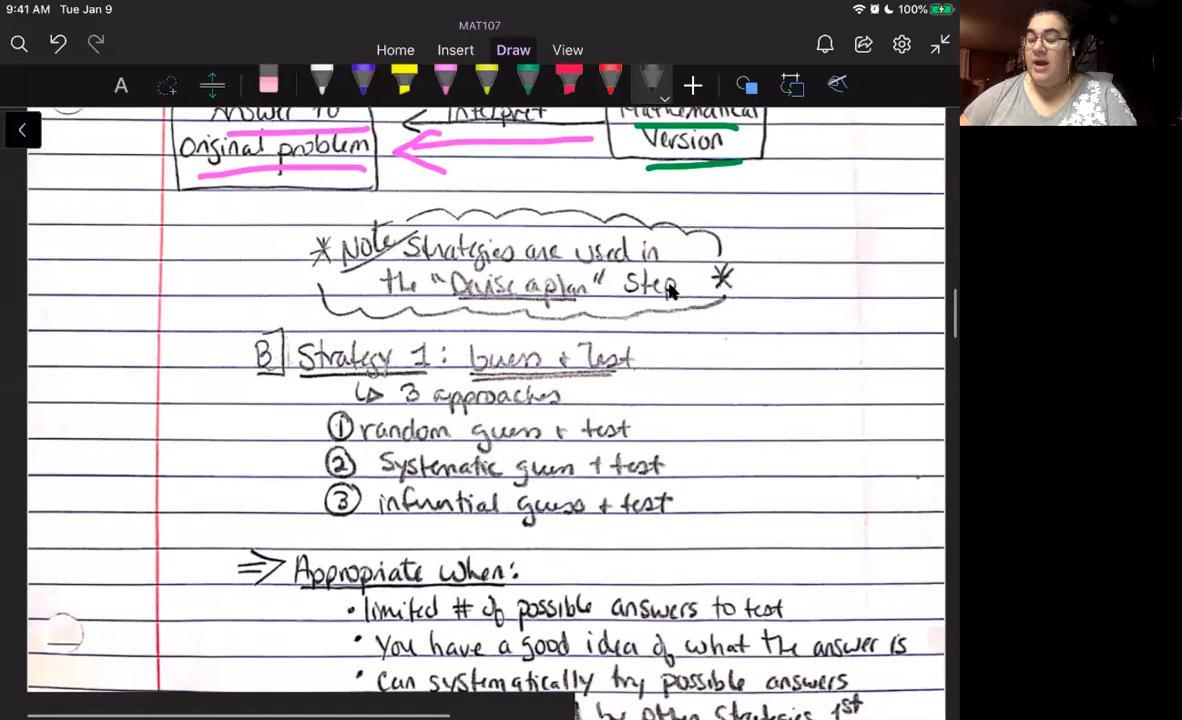 9:41 AM Tue Jan 9
100%
MAT107
Home Insert Draw View
A
Answer to
Original problem
Interpret
Mathematical
Version
* Note Strategies are used in
the "Devise a plan" Step *
B Strategy 1: Guess + Test
↳ 3 approaches
① random guess + test
② Systematic guess + test
③ inferential guess + test
⇒ Appropriate when:
• limited # of possible answers to test
• You have a good idea of what the answer is
• Can systematically try possible answers
by other strategies 1st